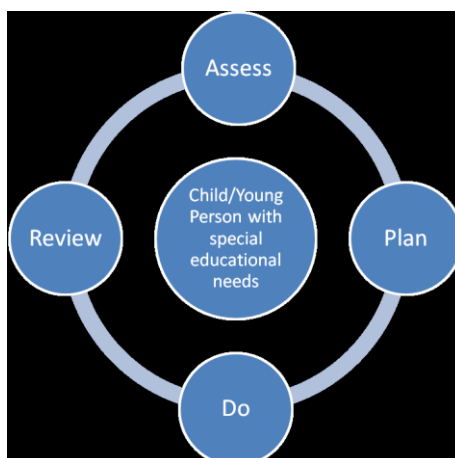 Assess
Child/Young
Person with
special
educational
needs
Review
Plan
Do